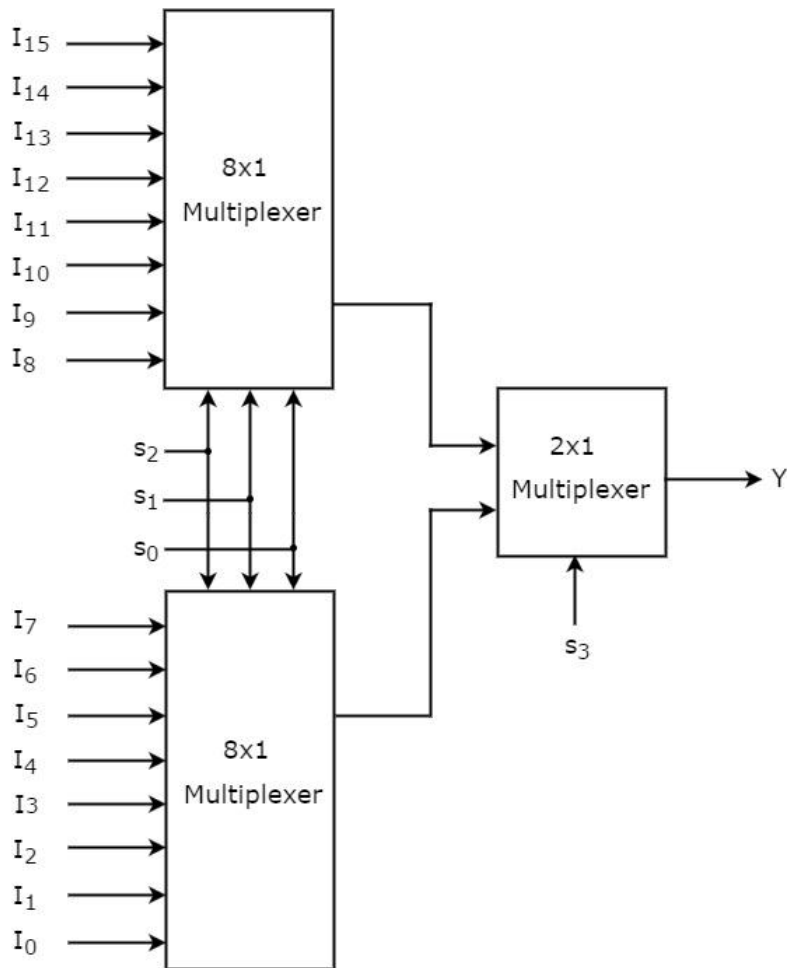 I₁₅
I₁₄
I₁₃
I₁₂
I₁₁
I₁₀
I₉
I₈
8x1
Multiplexer
s₂
s₁
s₀
2x1
Multiplexer
Y
s₃
I₇
I₆
I₅
I₄
I₃
I₂
I₁
I₀
8x1
Multiplexer